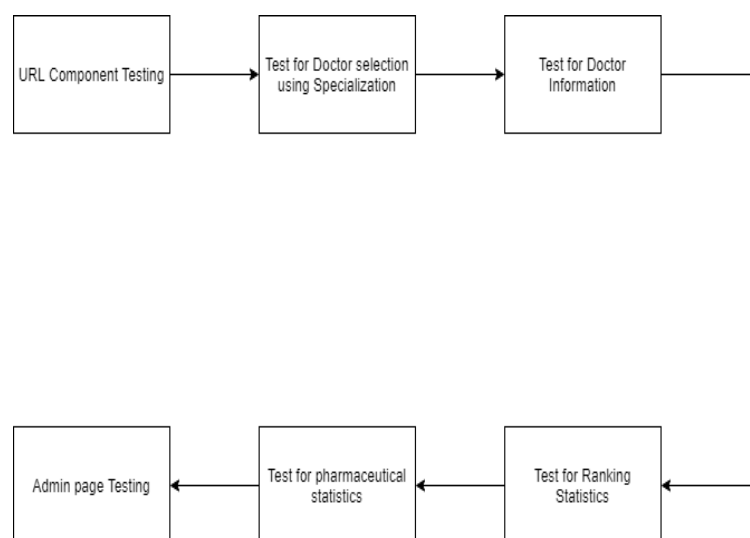 URL Component Testing
Test for Doctor selection
using Specialization
Test for Doctor
Information
Admin page Testing
Test for pharmaceutical
statistics
Test for Ranking
Statistics